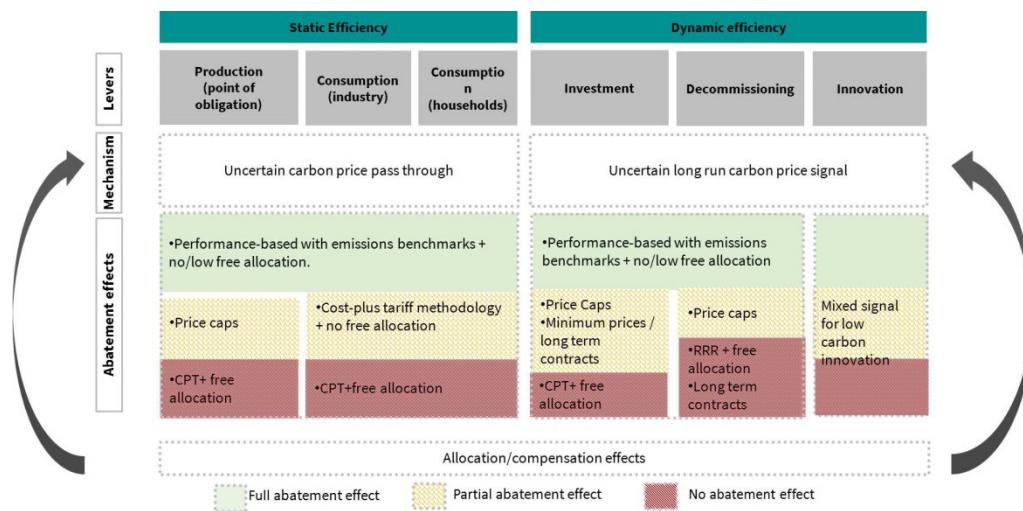 Static Efficiency
Dynamic efficiency
Levers
Production
(point of
obligation)
Consumption
(industry)
Consumptio
n
(households)
Investment
Decommissioning
Innovation
Mechanism
Uncertain carbon price pass through
Uncertain long run carbon price signal
Abatement effects
•Performance-based with emissions benchmarks +
no/low free allocation.
•Performance-based with emissions
benchmarks + no/low free allocation
•Price caps
•Cost-plus tariff methodology
+ no free allocation
•Price Caps
•Minimum prices /
long term
contracts
•Price caps
Mixed signal
for low
carbon
innovation
•CPT+ free
allocation
•CPT+free allocation
•CPT+ free
allocation
•RRR + free
allocation
•Long term
contracts
Allocation/compensation effects
Full abatement effect
Partial abatement effect
No abatement effect